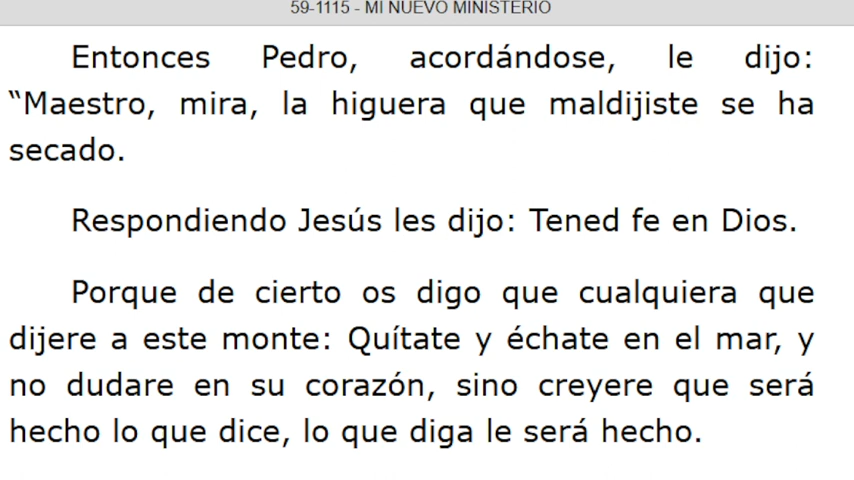 59-1115 - MI NUEVO MINISTERIO
Entonces Pedro, acordándose, le dijo:
“Maestro, mira, la higuera que maldijiste se ha
secado.
Respondiendo Jesús les dijo: Tened fe en Dios.
Porque de cierto os digo que cualquiera que
dijere a este monte: Quítate y échate en el mar, y
no dudare en su corazón, sino creyere que será
hecho lo que dice, lo que diga le será hecho.